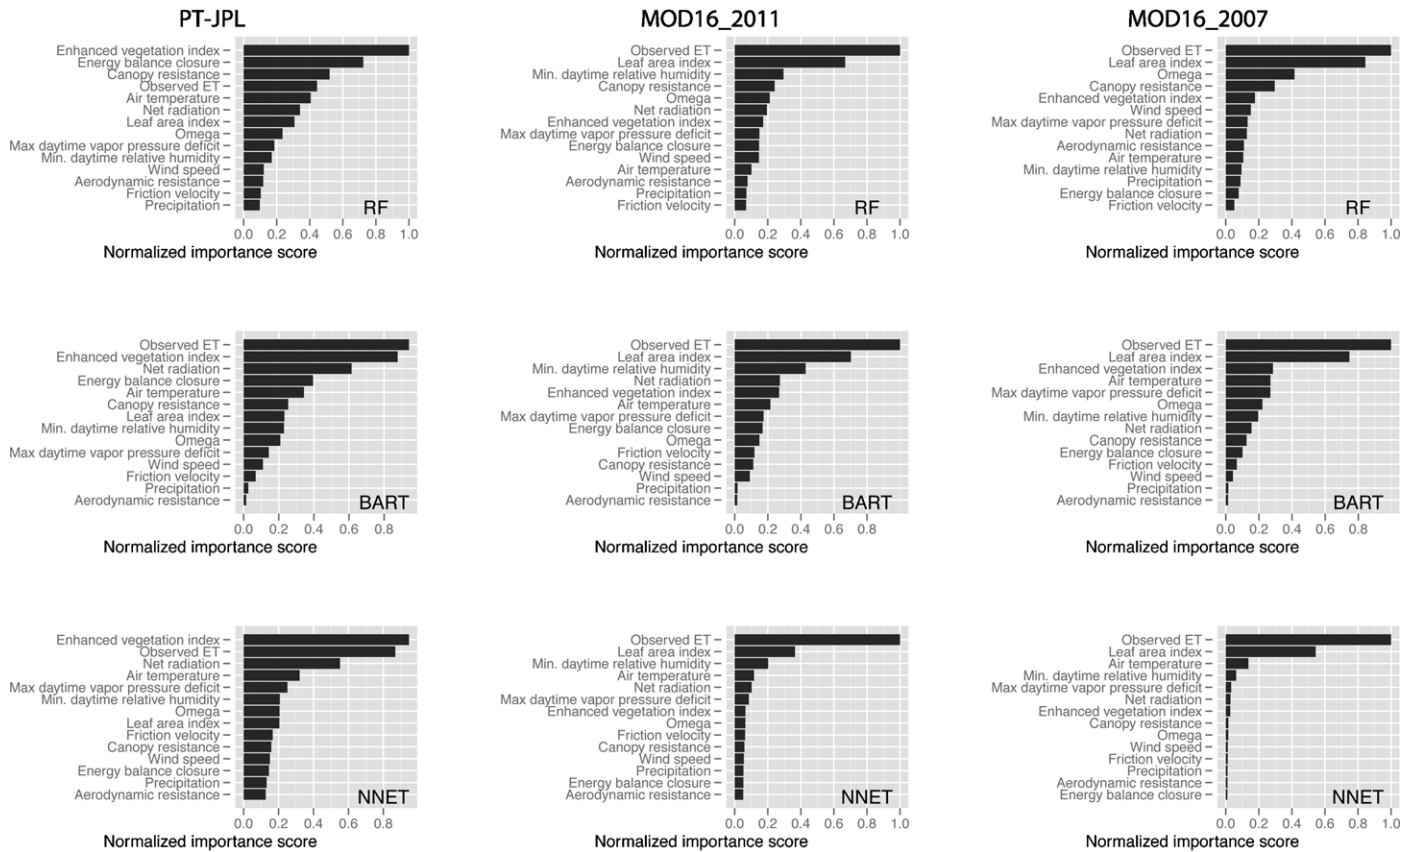 PT-JPL
MOD16_2011
MOD16_2007
Enhanced vegetation index
Energy balance closure
Canopy resistance
Observed ET
Air temperature
Net radiation
Leaf area index
Omega
Max daytime vapor pressure deficit
Min. daytime relative humidity
Wind speed
Aerodynamic resistance
Friction velocity
Precipitation
RF
0.0 0.2 0.4 0.6 0.8 1.0
Normalized importance score
Observed ET
Leaf area index
Min. daytime relative humidity
Canopy resistance
Omega
Net radiation
Enhanced vegetation index
Max daytime vapor pressure deficit
Energy balance closure
Wind speed
Air temperature
Aerodynamic resistance
Precipitation
Friction velocity
RF
0.0 0.2 0.4 0.6 0.8 1.0
Normalized importance score
Observed ET
Leaf area index
Omega
Canopy resistance
Enhanced vegetation index
Wind speed
Max daytime vapor pressure deficit
Net radiation
Aerodynamic resistance
Air temperature
Min. daytime relative humidity
Precipitation
Energy balance closure
Friction velocity
RF
0.0 0.2 0.4 0.6 0.8 1.0
Normalized importance score
Observed ET
Enhanced vegetation index
Net radiation
Energy balance closure
Air temperature
Canopy resistance
Leaf area index
Min. daytime relative humidity
Omega
Max daytime vapor pressure deficit
Wind speed
Friction velocity
Precipitation
Aerodynamic resistance
BART
0.0 0.2 0.4 0.6 0.8
Normalized importance score
Observed ET
Leaf area index
Min. daytime relative humidity
Net radiation
Enhanced vegetation index
Air temperature
Max daytime vapor pressure deficit
Energy balance closure
Omega
Friction velocity
Canopy resistance
Wind speed
Precipitation
Aerodynamic resistance
BART
0.0 0.2 0.4 0.6 0.8
Normalized importance score
Observed ET
Leaf area index
Enhanced vegetation index
Air temperature
Max daytime vapor pressure deficit
Omega
Min. daytime relative humidity
Net radiation
Canopy resistance
Energy balance closure
Friction velocity
Wind speed
Precipitation
Aerodynamic resistance
BART
0.0 0.2 0.4 0.6 0.8
Normalized importance score
Enhanced vegetation index
Observed ET
Net radiation
Air temperature
Max daytime vapor pressure deficit
Min. daytime relative humidity
Omega
Leaf area index
Friction velocity
Canopy resistance
Wind speed
Energy balance closure
Precipitation
Aerodynamic resistance
NNET
0.0 0.2 0.4 0.6 0.8
Normalized importance score
Observed ET
Leaf area index
Min. daytime relative humidity
Air temperature
Net radiation
Max daytime vapor pressure deficit
Enhanced vegetation index
Omega
Friction velocity
Canopy resistance
Wind speed
Precipitation
Energy balance closure
Aerodynamic resistance
NNET
0.0 0.2 0.4 0.6 0.8 1.0
Normalized importance score
Observed ET
Leaf area index
Air temperature
Min. daytime relative humidity
Max daytime vapor pressure deficit
Net radiation
Enhanced vegetation index
Canopy resistance
Omega
Wind speed
Friction velocity
Precipitation
Aerodynamic resistance
Energy balance closure
NNET
0.0 0.2 0.4 0.6 0.8 1.0
Normalized importance score